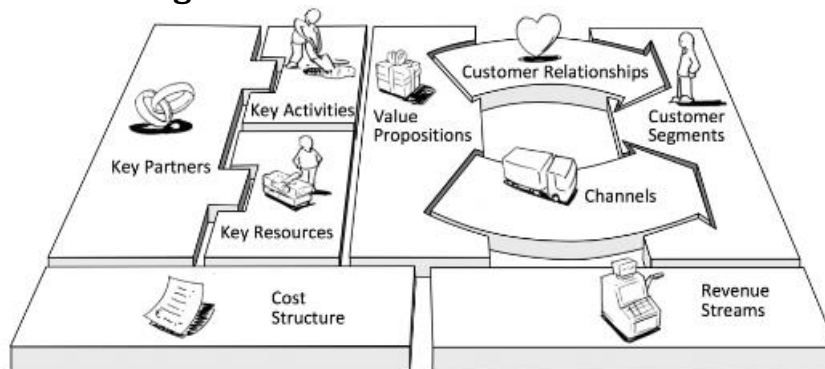 Key Partners
Key Activities
Key Resources
Value
Propositions
Customer Relationships
Channels
Customer
Segments
Cost
Structure
Revenue
Streams